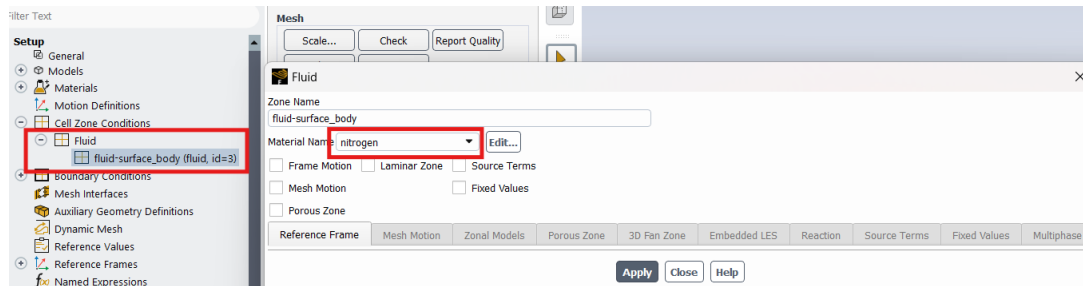 Filter Text
Setup
General
Models
Materials
Motion Definitions
Cell Zone Conditions
Fluid
fluid-surface_body (fluid, id=3)
Boundary Conditions
Mesh Interfaces
Auxiliary Geometry Definitions
Dynamic Mesh
Reference Values
Reference Frames
Named Expressions
Mesh
Scale... Check Report Quality
Fluid
Zone Name
fluid-surface_body
Material Name nitrogen Edit...
Frame Motion Laminar Zone Source Terms
Mesh Motion Fixed Values
Porous Zone
Reference Frame Mesh Motion Zonal Models Porous Zone 3D Fan Zone Embedded LES Reaction Source Terms Fixed Values Multiphase
Apply Close Help